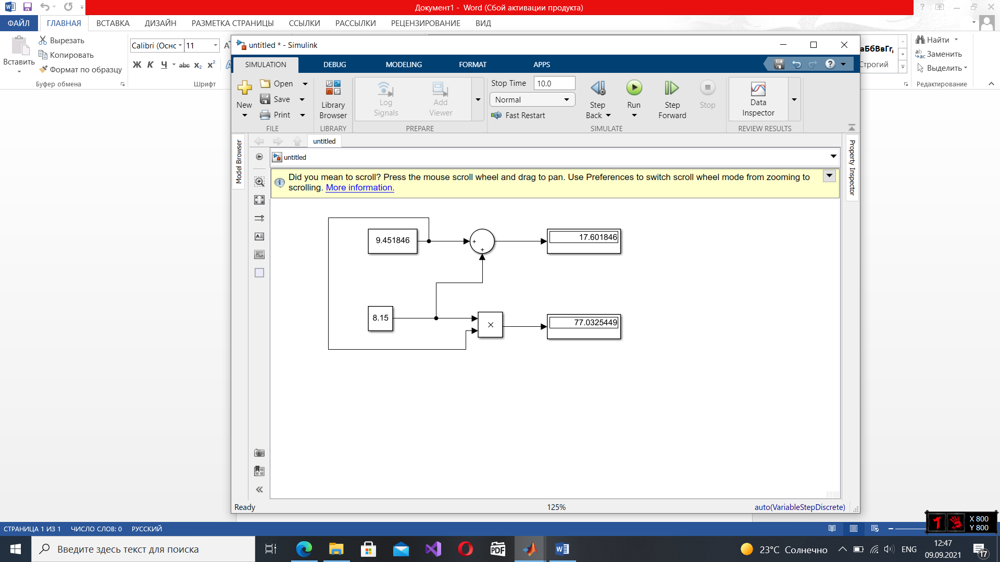 Документ1 - Word (Сбой активации продукта)
ФАЙЛ ГЛАВНАЯ ВСТАВКА ДИЗАЙН РАЗМЕТКА СТРАНИЦЫ ССЫЛКИ РАССЫЛКИ РЕЦЕНЗИРОВАНИЕ ВИД
Вставить
Вырезать
Копировать
Формат по образцу
Буфер обмена
Calibri (Оснс 11
Ж К Ч abc x₂ x²
Шрифт
аБбВвГг,
Строгий
Найти
Заменить
Выделить
Редактирование
untitled * - Simulink
SIMULATION DEBUG MODELING FORMAT APPS
New
Open
Save
Print
FILE
Library
Browser
LIBRARY
Log
Signals
Add
Viewer
PREPARE
Stop Time 10.0
Normal
Fast Restart
Step
Back
Run
Step
Forward
Stop
SIMULATE
Data
Inspector
REVIEW RESULTS
Model Browser
untitled
untitled
Property Inspector
Did you mean to scroll? Press the mouse scroll wheel and drag to pan. Use Preferences to switch scroll wheel mode from zooming to
scrolling. More information.
9.451846
+
+
17.601846
8.15
×
77.0325449
Ready 125% auto(VariableStepDiscrete)
СТРАНИЦА 1 ИЗ 1 ЧИСЛО СЛОВ: 0 РУССКИЙ
X 800
Y 800
Введите здесь текст для поиска
PDF
23°C Солнечно
ENG
12:47
09.09.2021
17